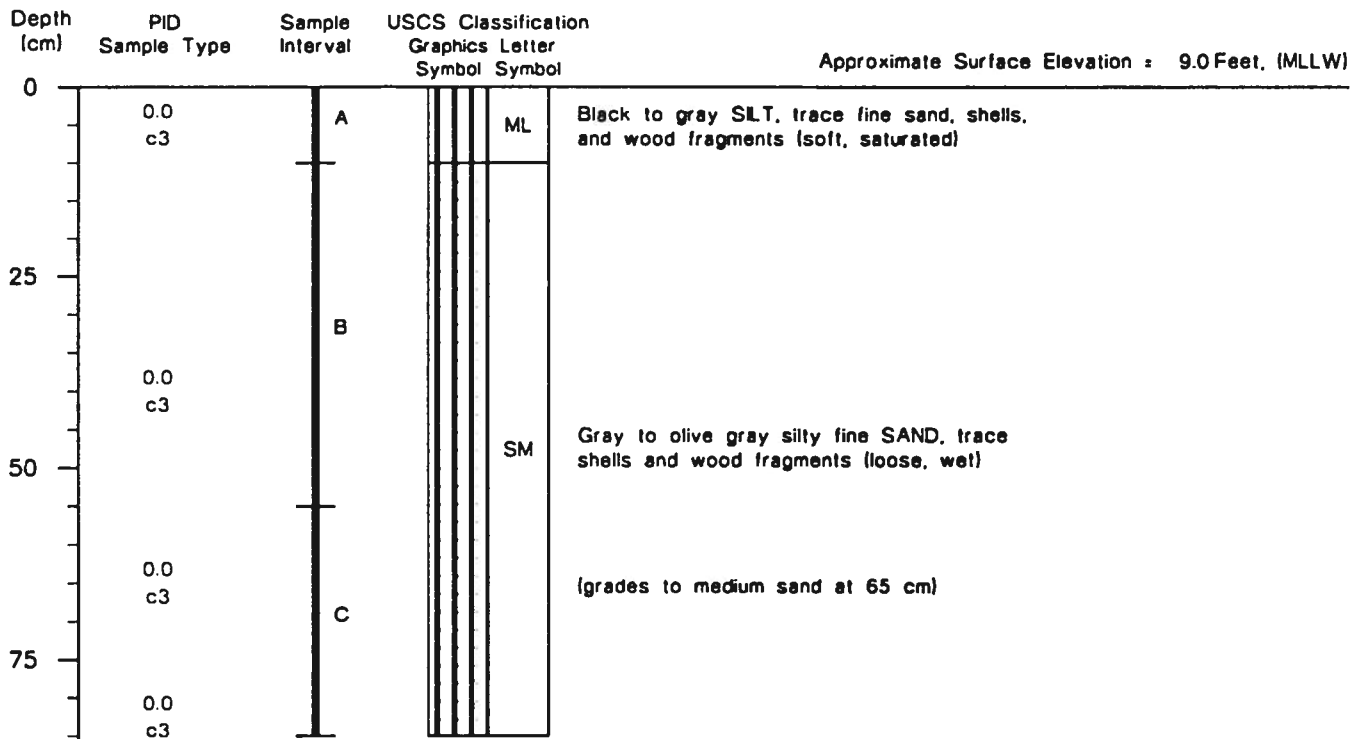 Depth
(cm)
PID
Sample Type
Sample
Interval
USCS Classification
Graphics Letter
Symbol Symbol
Approximate Surface Elevation : 9.0 Feet, (MLLW)
0
0.0
c3
A
ML
Black to gray SILT, trace fine sand, shells,
and wood fragments (soft, saturated)
25
B
0.0
c3
50
SM
Gray to olive gray silty fine SAND, trace
shells and wood fragments (loose, wet)
0.0
c3
C
(grades to medium sand at 65 cm)
75
0.0
c3